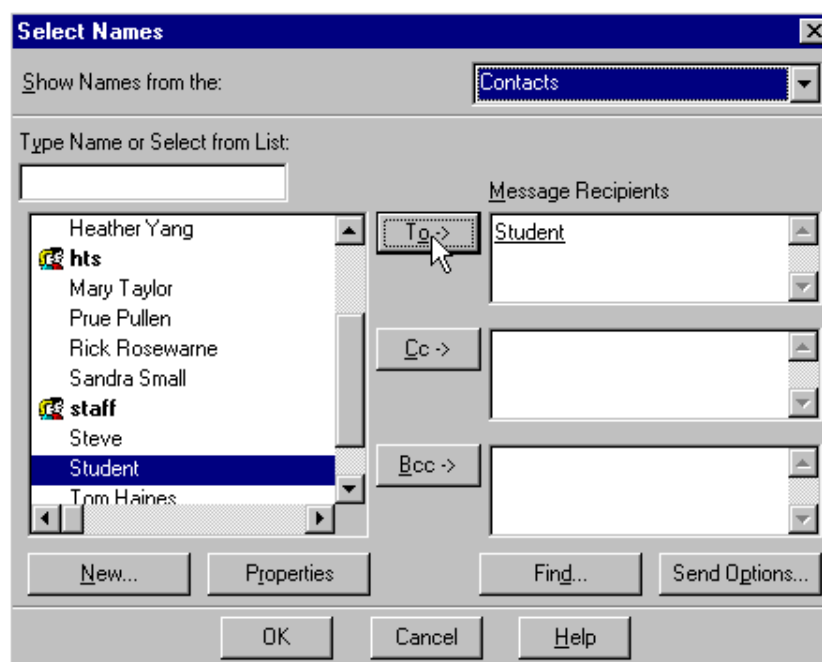 Select Names
Show Names from the:
Contacts
Type Name or Select from List:
Message Recipients
Heather Yang
hts
Mary Taylor
Prue Pullen
Rick Rosewarne
Sandra Small
staff
Steve
Student
Tom Haines
To ->
Student
Cc ->
Bcc ->
New...
Properties
Find...
Send Options...
OK
Cancel
Help